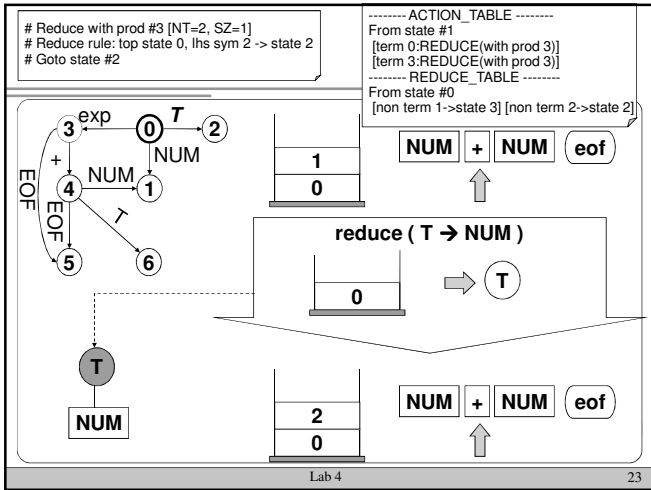 # Reduce with prod #3 [NT=2, SZ=1]
# Reduce rule: top state 0, lhs sym 2 -> state 2
# Goto state #2
-------- ACTION_TABLE --------
From state #1
[term 0:REDUCE(with prod 3)]
[term 3:REDUCE(with prod 3)]
-------- REDUCE_TABLE --------
From state #0
[non term 1->state 3] [non term 2->state 2]
3 exp 0 T 2
NUM
+
EOF
4 NUM 1
EOF
T
5 6
1
0
NUM + NUM eof
reduce ( T → NUM )
0
T
T
NUM
2
0
NUM + NUM eof
Lab 4
23